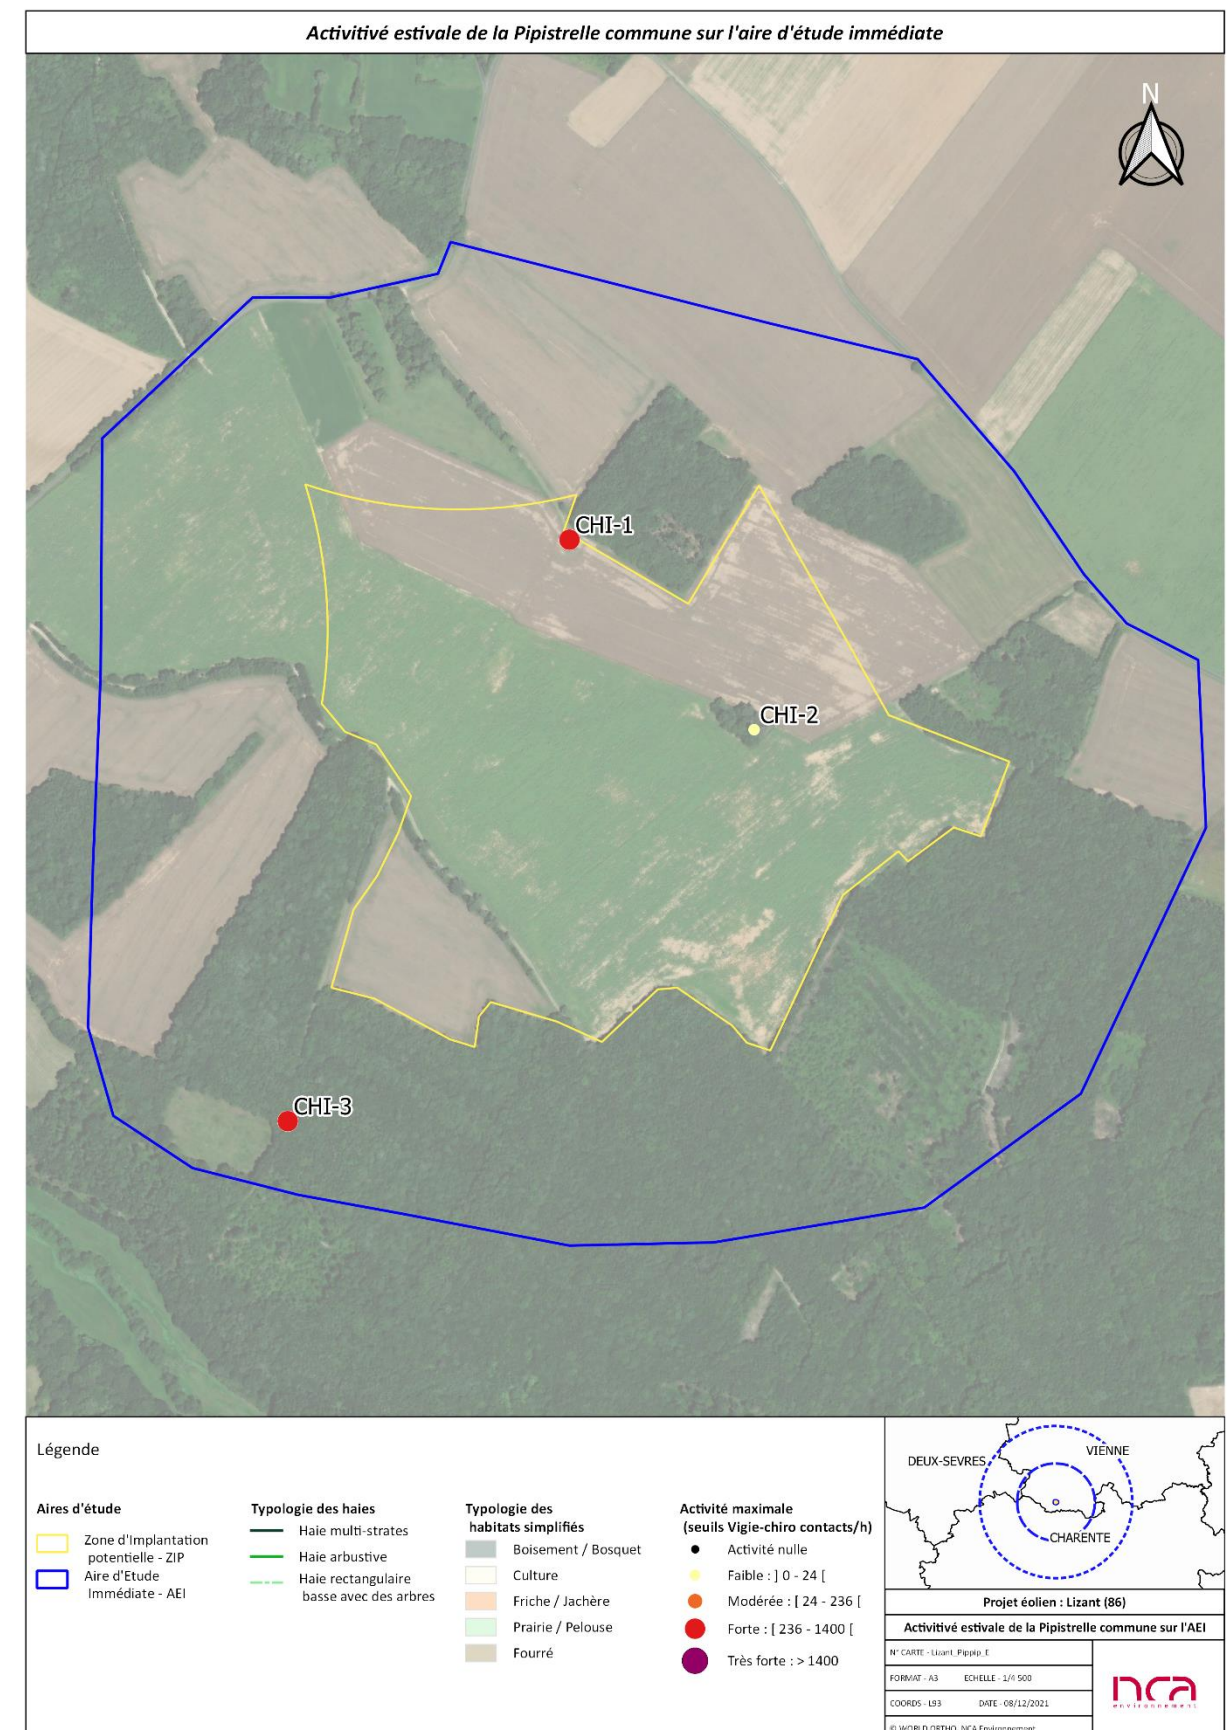 Activitivé estivale de la Pipistrelle commune sur l'aire d'étude immédiate
N
CHI-1
CHI-2
CHI-3
Légende
Aires d'étude
Zone d'Implantation
potentielle - ZIP
Aire d'Etude
Immédiate - AEI
Typologie des haies
Haie multi-strates
Haie arbustive
Haie rectangulaire
basse avec des arbres
Typologie des
habitats simplifiés
Boisement / Bosquet
Culture
Friche / Jachère
Prairie / Pelouse
Fourré
Activité maximale
(seuils Vigie-chiro contacts/h)
Activité nulle
Faible : ] 0 - 24 [
Modérée : [ 24 - 236 [
Forte : [ 236 - 1400 [
Très forte : > 1400
DEUX-SEVRES
VIENNE
CHARENTE
Projet éolien : Lizant (86)
Activitivé estivale de la Pipistrelle commune sur l'AEI
N° CARTE - Lizant_Pippip_E
FORMAT - A3 ECHELLE - 1/4 500
COORDS - L93 DATE - 08/12/2021
© WORLD ORTHO, NCA Environnement
nca
environnement